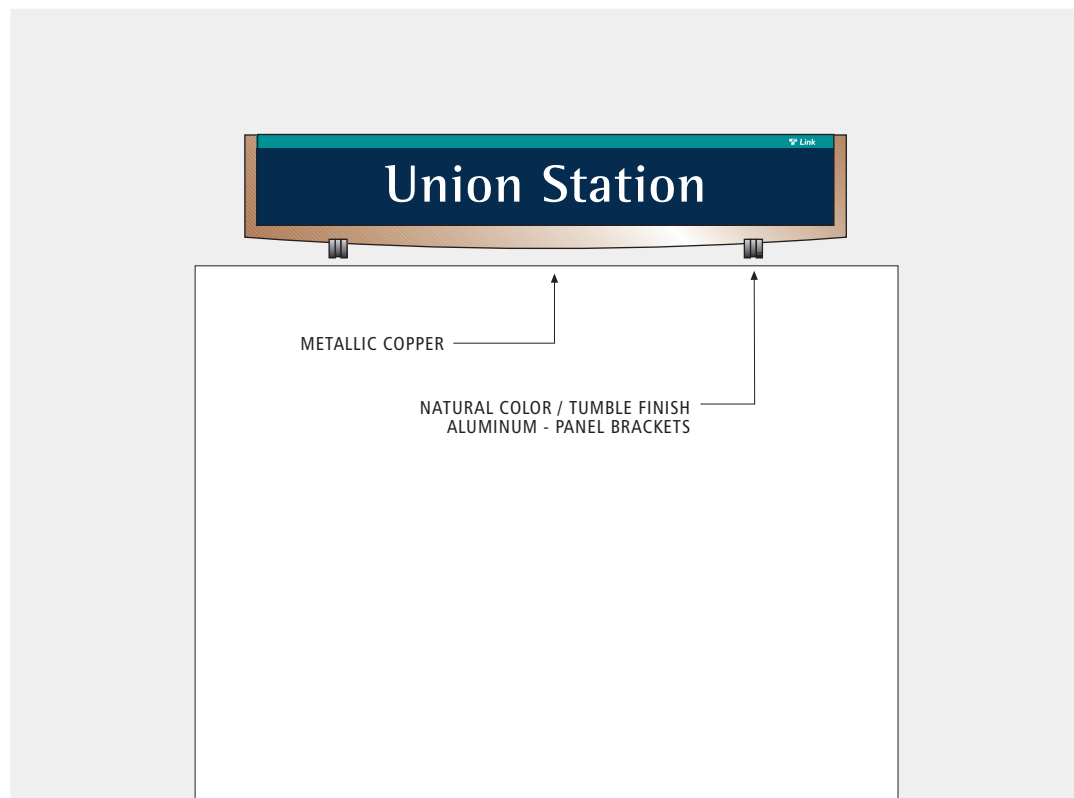 Link
Union Station
METALLIC COPPER
NATURAL COLOR / TUMBLE FINISH
ALUMINUM - PANEL BRACKETS